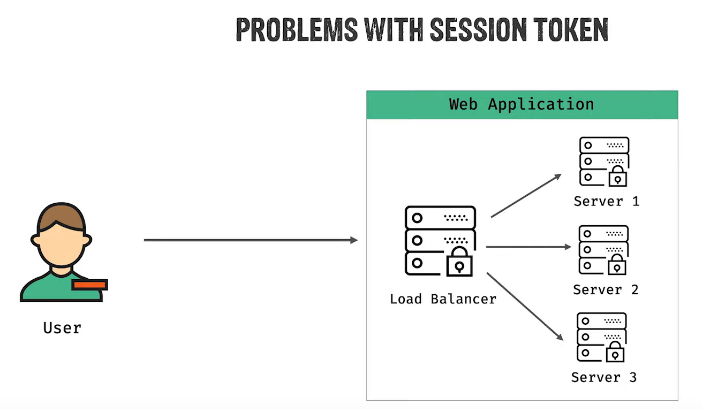 PROBLEMS WITH SESSION TOKEN
Web Application
Server 1
Server 2
Load Balancer
User
Server 3